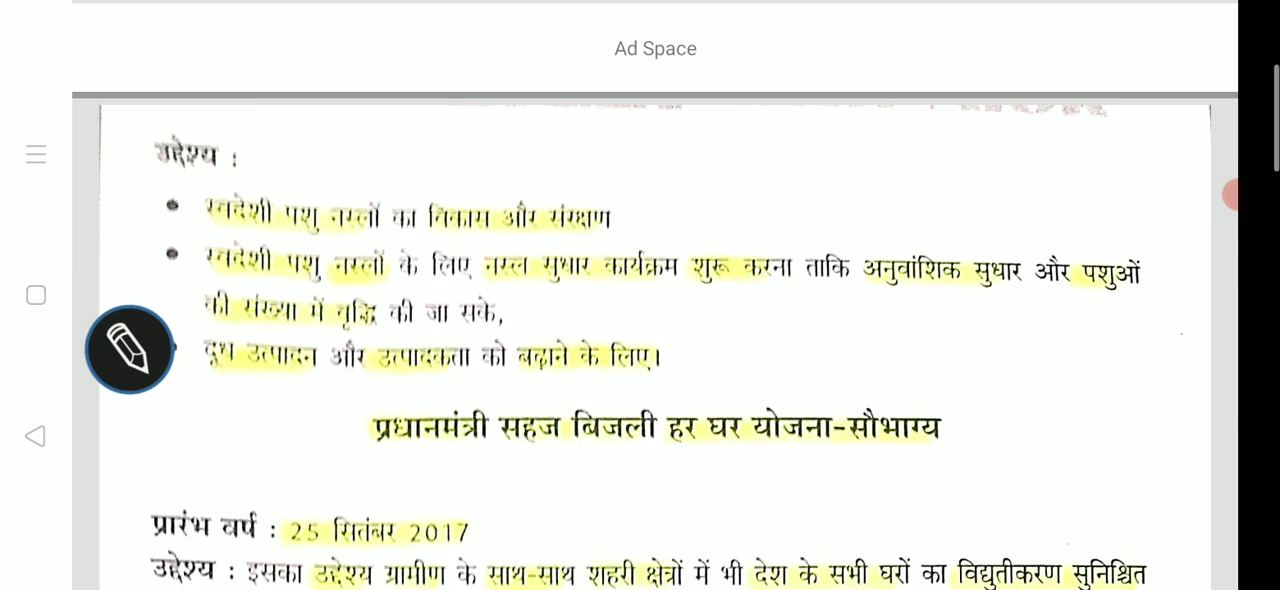 Ad Space
उद्देश्य :
• स्वदेशी पशु नस्लों का विकास और संरक्षण
• स्वदेशी पशु नस्लों के लिए नस्ल सुधार कार्यक्रम शुरू करना ताकि अनुवांशिक सुधार और पशुओं
की संख्या में वृद्धि की जा सके,
दूध उत्पादन और उत्पादकता को बढ़ाने के लिए।
प्रधानमंत्री सहज बिजली हर घर योजना-सौभाग्य
प्रारंभ वर्ष : 25 सितंबर 2017
उद्देश्य : इसका उद्देश्य ग्रामीण के साथ-साथ शहरी क्षेत्रों में भी देश के सभी घरों का विद्युतीकरण सुनिश्चित